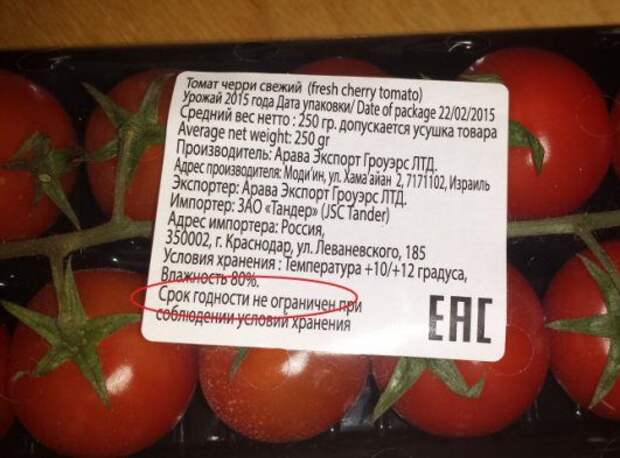 Томат черри свежий (fresh cherry tomato)
Урожай 2015 года Дата упаковки/ Date of package 22/02/2015
Средний вес нетто : 250 гр. допускается усушка товара
Average net weight: 250 gr
Производитель: Арава Экспорт Гроуэрс ЛТД.
Адрес производителя: Моди'ин, ул. Хама'айан 2, 7171102, Израиль
Экспортер: Арава Экспорт Гроуэрс ЛТД.
Импортер: ЗАО «Тандер» (JSC Tander)
Адрес импортера: Россия,
350002, г. Краснодар, ул. Леваневского, 185
Условия хранения : Температура +10/+12 градуса,
Влажность 80%.
Срок годности не ограничен при
соблюдении условий хранения
EAC